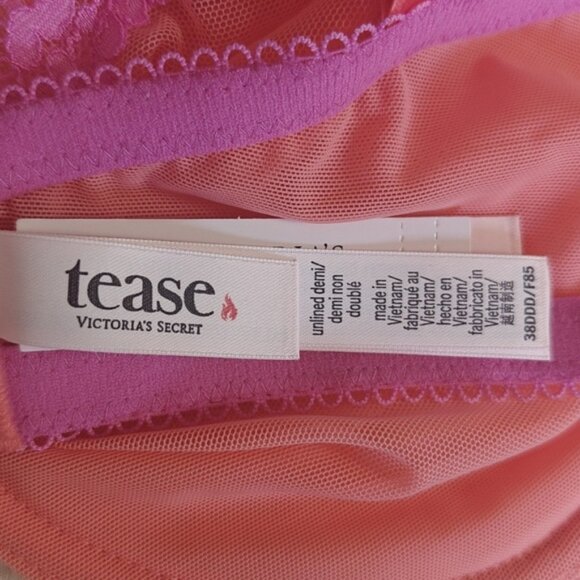 tease
VICTORIA'S SECRET
unlined demi/
demi non
doublé
made in
Vietnam/
fabriqué au
Vietnam/
hecho en
Vietnam/
fabbricato in
Vietnam/
越南制造
38DDD/F85